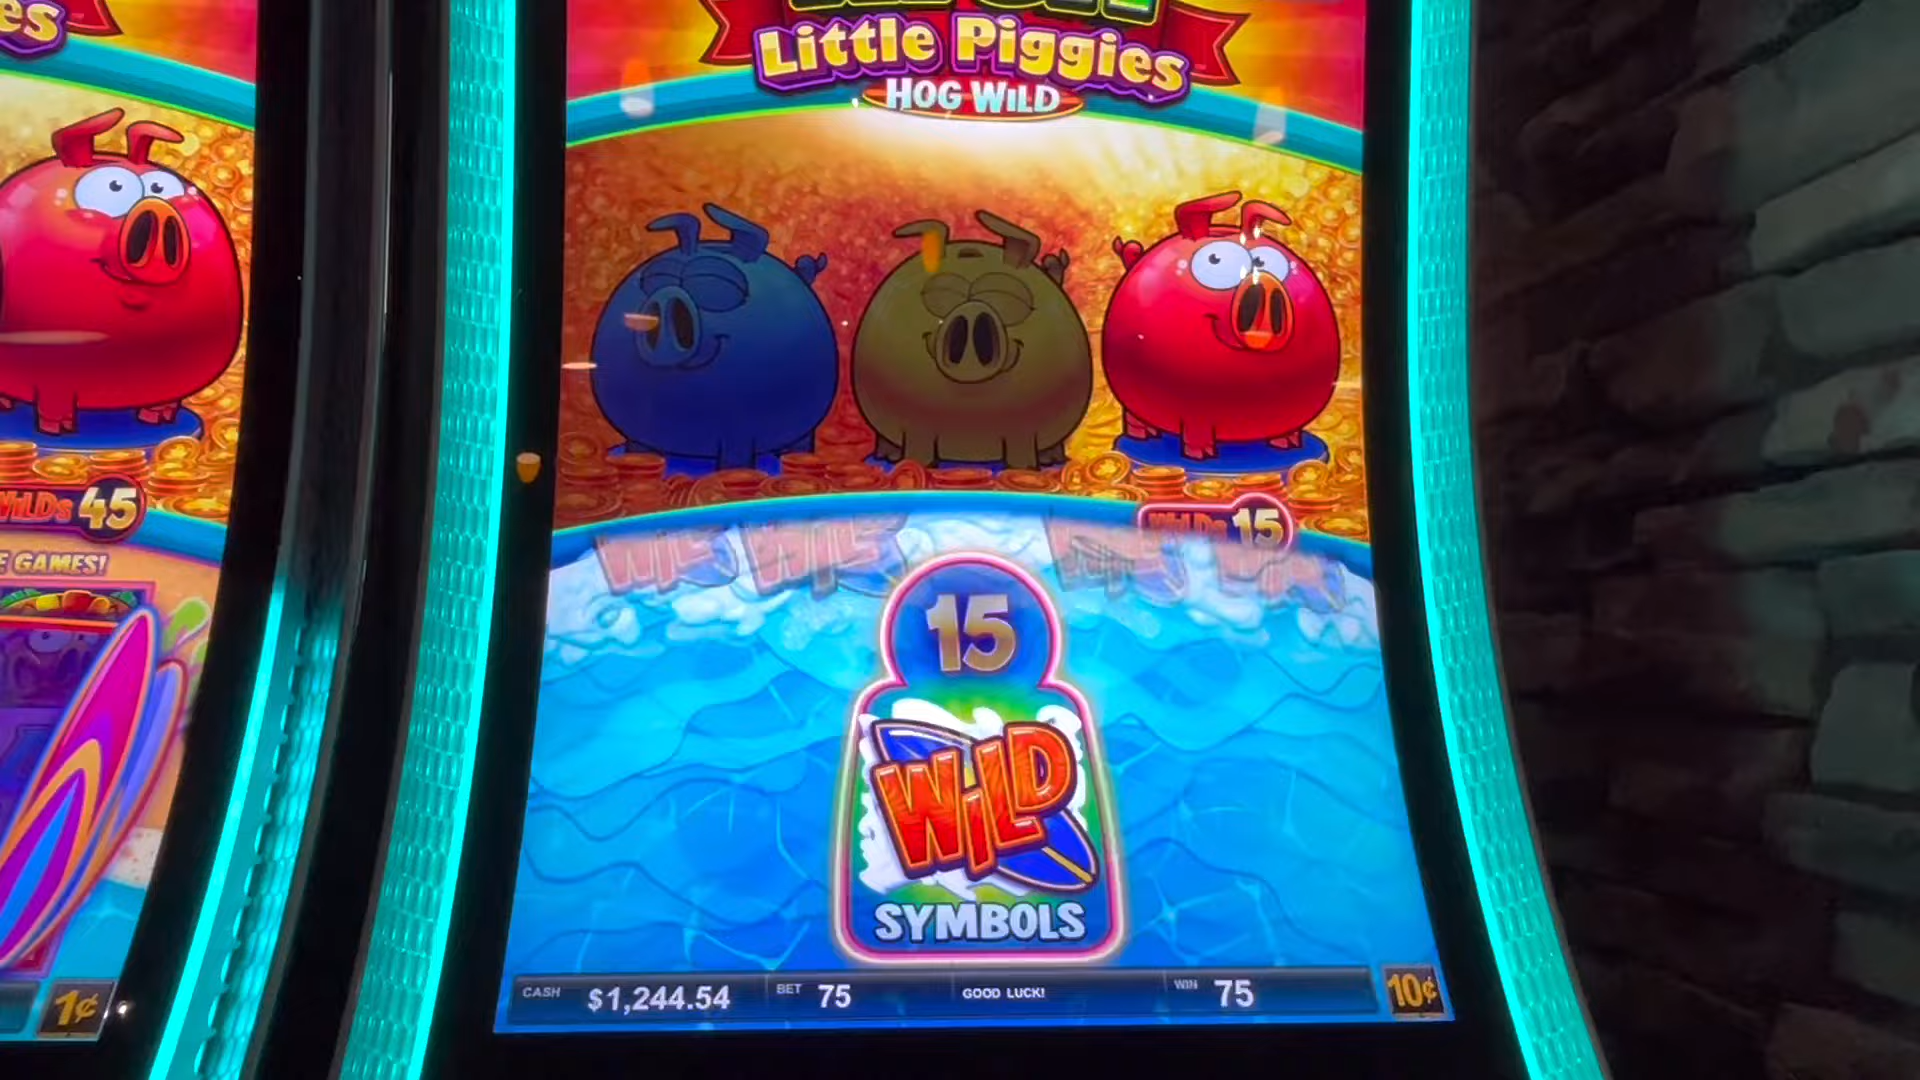 es
Little Piggies
HOG WILD
WILDS 45
E GAMES!
1¢
WILDS 15
15
WILD
SYMBOLS
CASH $1,244.54 BET 75 GOOD LUCK! WIN 75 10¢